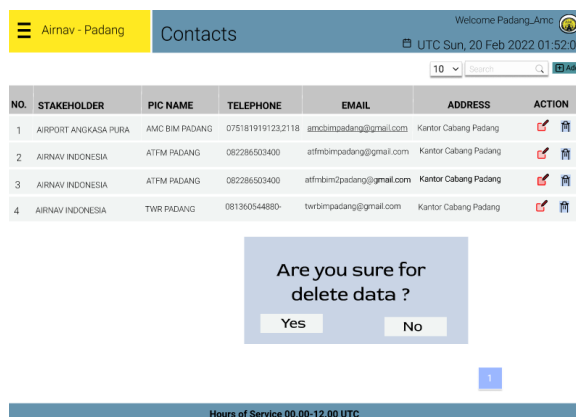 Airnav - Padang
Contacts
Welcome Padang_Amc
UTC Sun, 20 Feb 2022 01:52:0
10
Search
Ad
NO. STAKEHOLDER PIC NAME TELEPHONE EMAIL ADDRESS ACTION
1 AIRPORT ANGKASA PURA AMC BIM PADANG 075181919123,2118 amcbimpadang@gmail.com Kantor Cabang Padang
2 AIRNAV INDONESIA ATFM PADANG 082286503400 atfmbimpadang@gmail.com Kantor Cabang Padang
3 AIRNAV INDONESIA ATFM PADANG 082286503400 atfmbim2padang@gmail.com Kantor Cabang Padang
4 AIRNAV INDONESIA TWR PADANG 081360544880- twrbimpadang@gmail.com Kantor Cabang Padang
Are you sure for
delete data ?
Yes No
1
Hours of Service 00.00-12.00 UTC